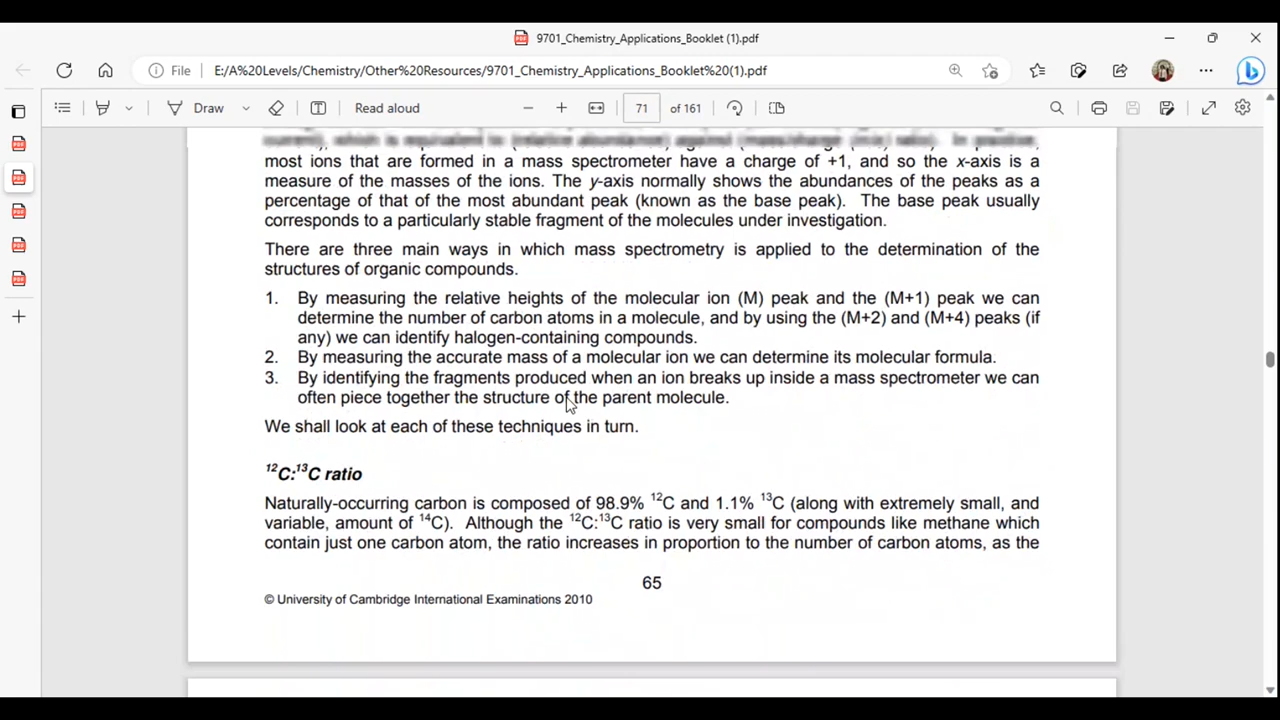 9701_Chemistry_Applications_Booklet (1).pdf
File E:/A%20Levels/Chemistry/Other%20Resources/9701_Chemistry_Applications_Booklet%20(1).pdf
Draw Read aloud 71 of 161
current), which is equivalent to (relative abundance) against (mass/charge (m/e) ratio). In practice,
most ions that are formed in a mass spectrometer have a charge of +1, and so the x-axis is a
measure of the masses of the ions. The y-axis normally shows the abundances of the peaks as a
percentage of that of the most abundant peak (known as the base peak). The base peak usually
corresponds to a particularly stable fragment of the molecules under investigation.
There are three main ways in which mass spectrometry is applied to the determination of the
structures of organic compounds.
1. By measuring the relative heights of the molecular ion (M) peak and the (M+1) peak we can
determine the number of carbon atoms in a molecule, and by using the (M+2) and (M+4) peaks (if
any) we can identify halogen-containing compounds.
2. By measuring the accurate mass of a molecular ion we can determine its molecular formula.
3. By identifying the fragments produced when an ion breaks up inside a mass spectrometer we can
often piece together the structure of the parent molecule.
We shall look at each of these techniques in turn.
¹²C:¹³C ratio
Naturally-occurring carbon is composed of 98.9% ¹²C and 1.1% ¹³C (along with extremely small, and
variable, amount of ¹⁴C). Although the ¹²C:¹³C ratio is very small for compounds like methane which
contain just one carbon atom, the ratio increases in proportion to the number of carbon atoms, as the
65
© University of Cambridge International Examinations 2010